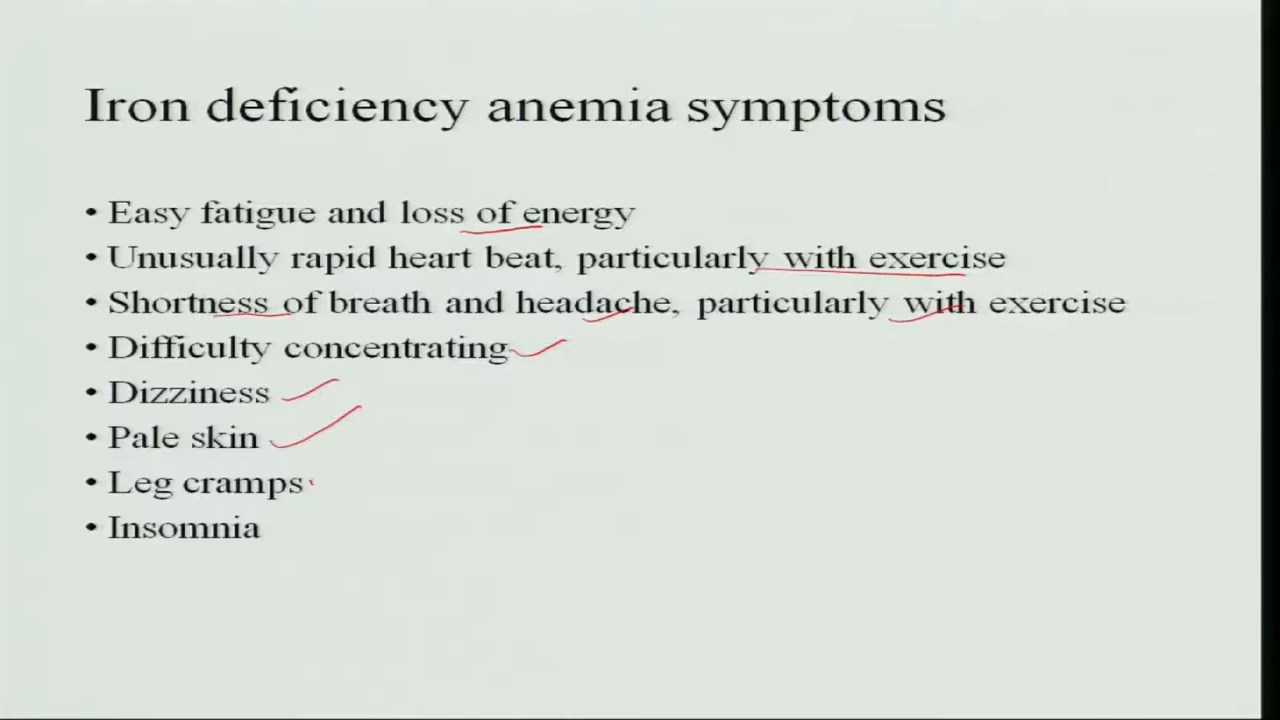 Iron deficiency anemia symptoms
• Easy fatigue and loss of energy
• Unusually rapid heart beat, particularly with exercise
• Shortness of breath and headache, particularly with exercise
• Difficulty concentrating
• Dizziness
• Pale skin
• Leg cramps
• Insomnia